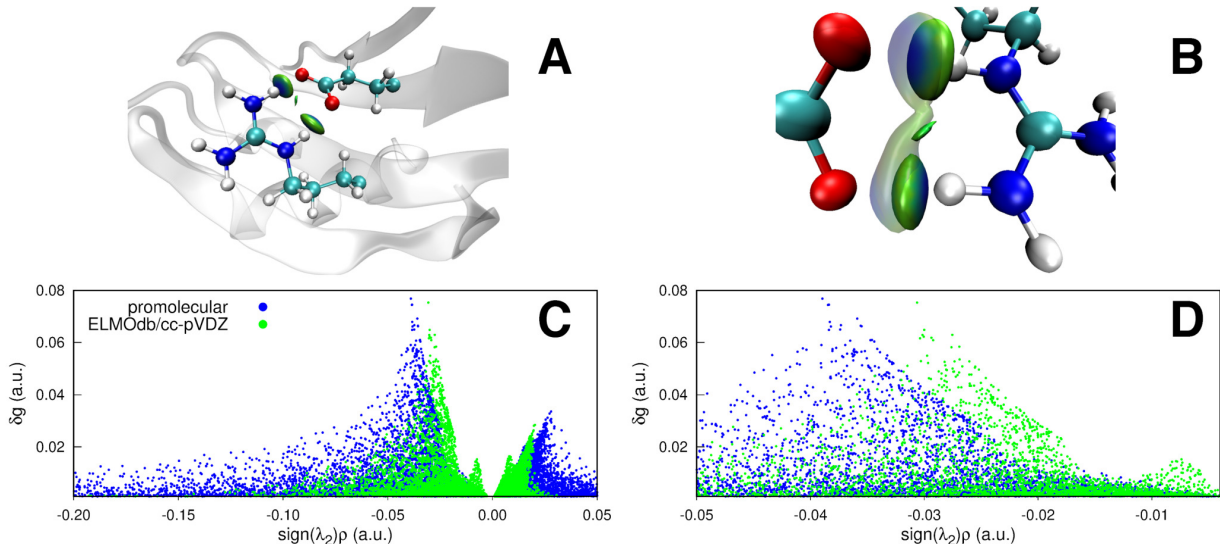 A
B
0.08
0.06
0.04
0.02
δg (a.u.)
promolecular
ELMOdb/cc-pVDZ
C
-0.20
-0.15
-0.10
-0.05
0.00
0.05
sign(λ₂)ρ (a.u.)
0.08
0.06
0.04
0.02
δg (a.u.)
D
-0.05
-0.04
-0.03
-0.02
-0.01
sign(λ₂)ρ (a.u.)